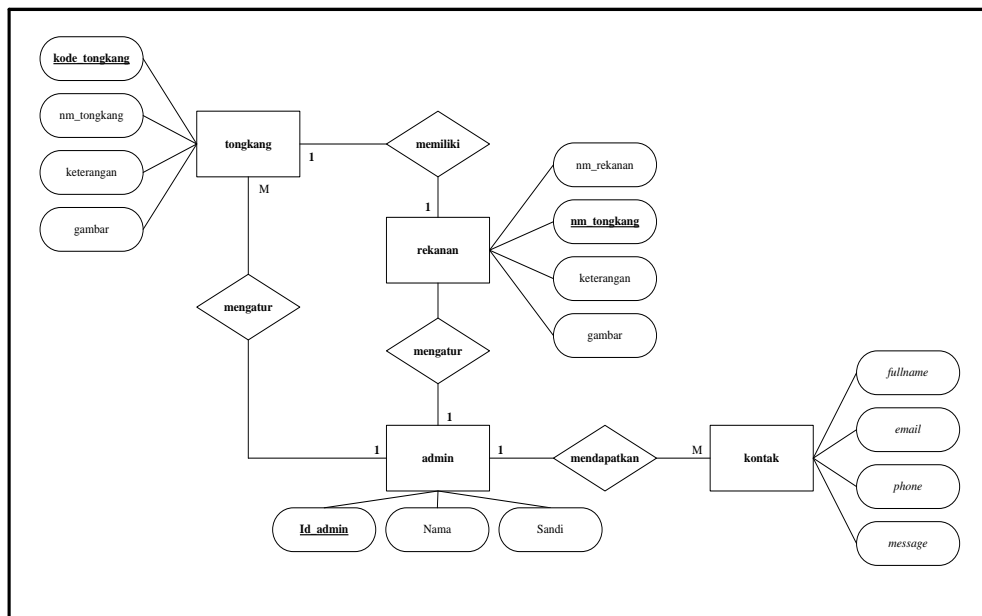 kode_tongkang
nm_tongkang
keterangan
gambar
tongkang
1
memiliki
M
1
nm_rekanan
nm_tongkang
keterangan
gambar
rekanan
mengatur
mengatur
1
1
admin
1
mendapatkan
M
kontak
fullname
email
phone
message
Id_admin
Nama
Sandi